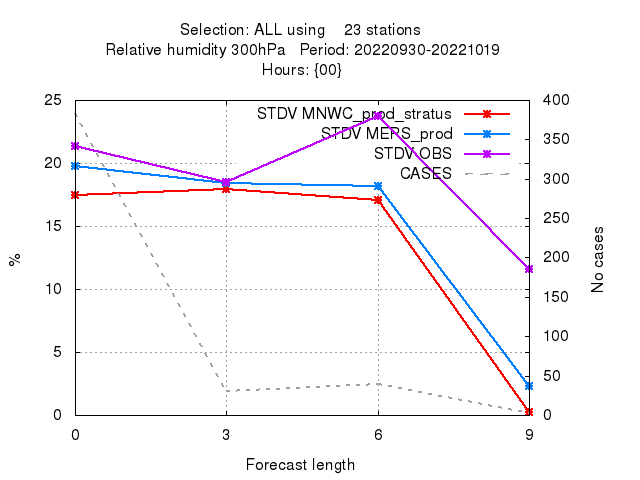 Selection: ALL using    23 stations
Relative humidity 300hPa   Period: 20220930-20221019
Hours: {00}
STDV MNWC_prod_stratus
STDV MEPS_prod
STDV OBS
CASES
25
20
15
10
5
0
%
400
350
300
250
200
150
100
50
0
No cases
0 3 6 9
Forecast length